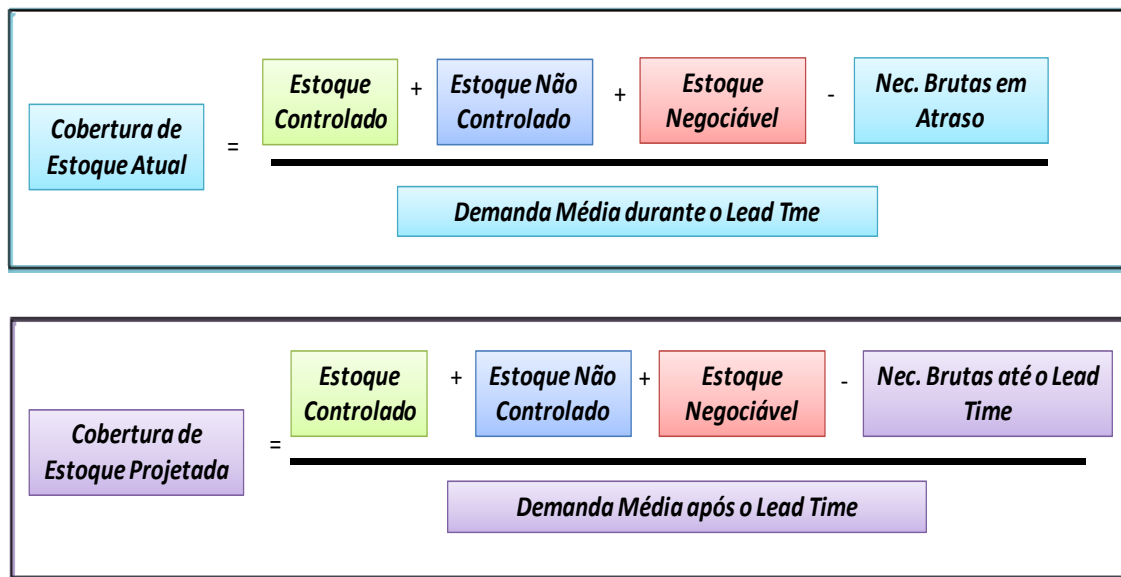 Estoque
Controlado
+
Estoque Não
Controlado
+
Estoque
Negociável
-
Nec. Brutas em
Atraso
Cobertura de
Estoque Atual
=
Demanda Média durante o Lead Tme
Estoque
Controlado
+
Estoque Não
Controlado
+
Estoque
Negociável
-
Nec. Brutas até o Lead
Time
Cobertura de
Estoque Projetada
=
Demanda Média após o Lead Time